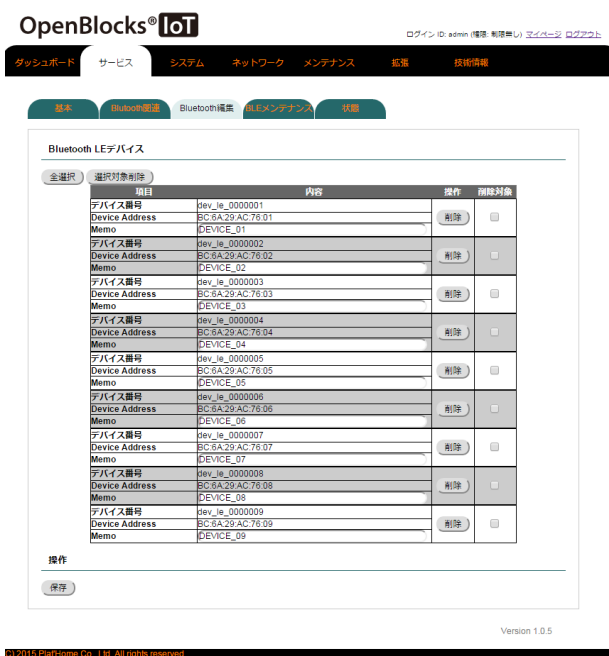 OpenBlocks® IoT
ログイン ID: admin (権限: 制限無し) マイページ ログアウト
ダッシュボード サービス システム ネットワーク メンテナンス 拡張 技術情報
基本 Blutooth関連 Bluetooth編集 BLEメンテナンス 状態
Bluetooth LEデバイス
全選択 選択対象削除
項目 内容 操作 削除対象
デバイス番号 dev_le_0000001
Device Address BC:6A:29:AC:76:01 削除
Memo DEVICE_01
デバイス番号 dev_le_0000002
Device Address BC:6A:29:AC:76:02 削除
Memo DEVICE_02
デバイス番号 dev_le_0000003
Device Address BC:6A:29:AC:76:03 削除
Memo DEVICE_03
デバイス番号 dev_le_0000004
Device Address BC:6A:29:AC:76:04 削除
Memo DEVICE_04
デバイス番号 dev_le_0000005
Device Address BC:6A:29:AC:76:05 削除
Memo DEVICE_05
デバイス番号 dev_le_0000006
Device Address BC:6A:29:AC:76:06 削除
Memo DEVICE_06
デバイス番号 dev_le_0000007
Device Address BC:6A:29:AC:76:07 削除
Memo DEVICE_07
デバイス番号 dev_le_0000008
Device Address BC:6A:29:AC:76:08 削除
Memo DEVICE_08
デバイス番号 dev_le_0000009
Device Address BC:6A:29:AC:76:09 削除
Memo DEVICE_09
操作
保存
Version 1.0.5
C) 2015 Plat'Home Co., Ltd. All rights reserved.